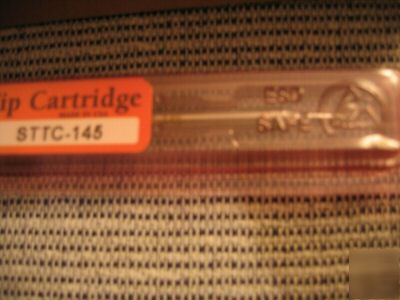 ip Cartridge
MADE IN USA
STTC-145
ESD
SAFE